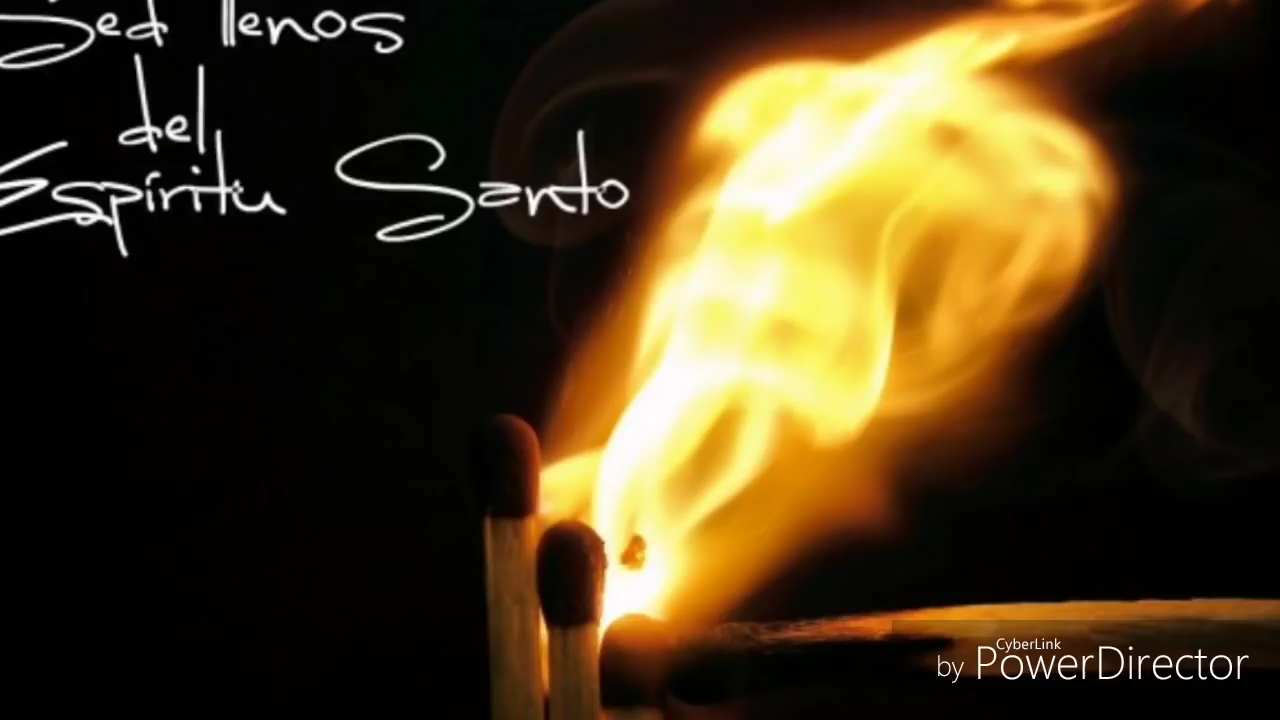 Sed llenos
del
Espíritu Santo
CyberLink
by PowerDirector